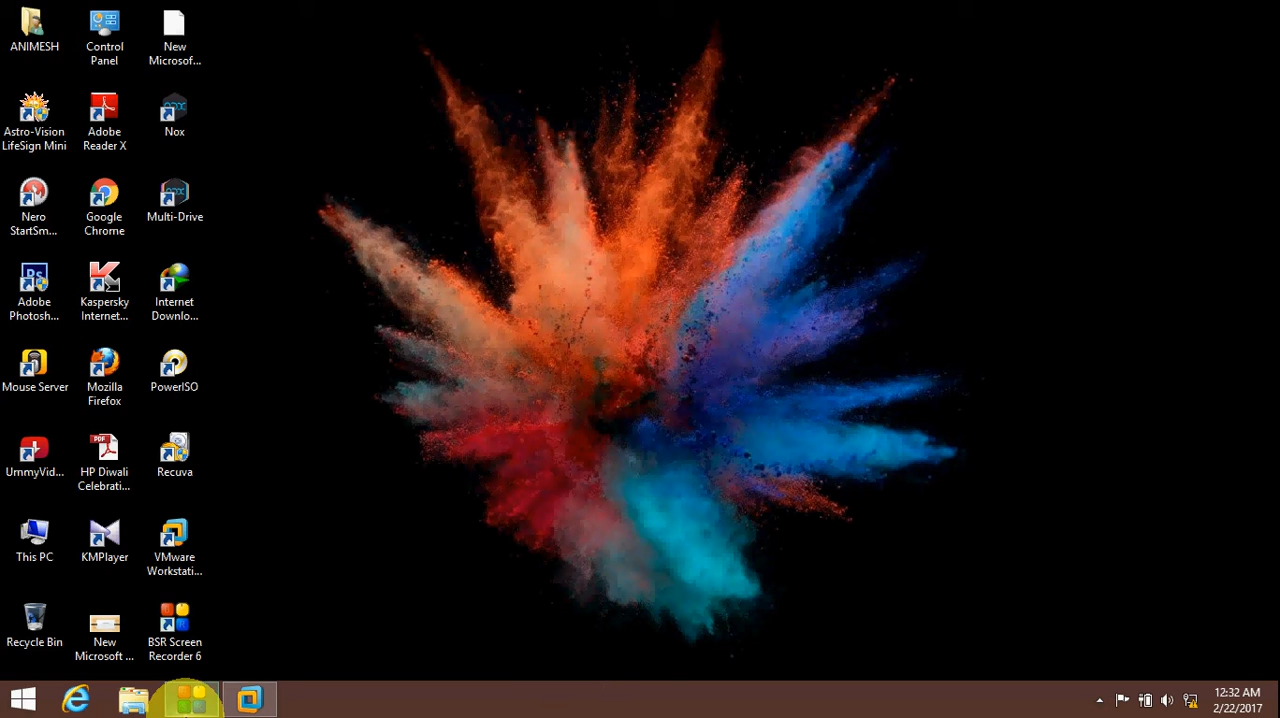 ANIMESH
Control
Panel
New
Microsof...
Astro-Vision
LifeSign Mini
Adobe
Reader X
Nox
Nero
StartSm...
Google
Chrome
Multi-Drive
Adobe
Photosh...
Kaspersky
Internet...
Internet
Downlo...
Mouse Server
Mozilla
Firefox
PowerISO
UmmyVid...
PDF
HP Diwali
Celebrati...
Recuva
This PC
KMPlayer
VMware
Workstati...
Recycle Bin
New
Microsoft ...
BSR Screen
Recorder 6
12:32 AM
2/22/2017